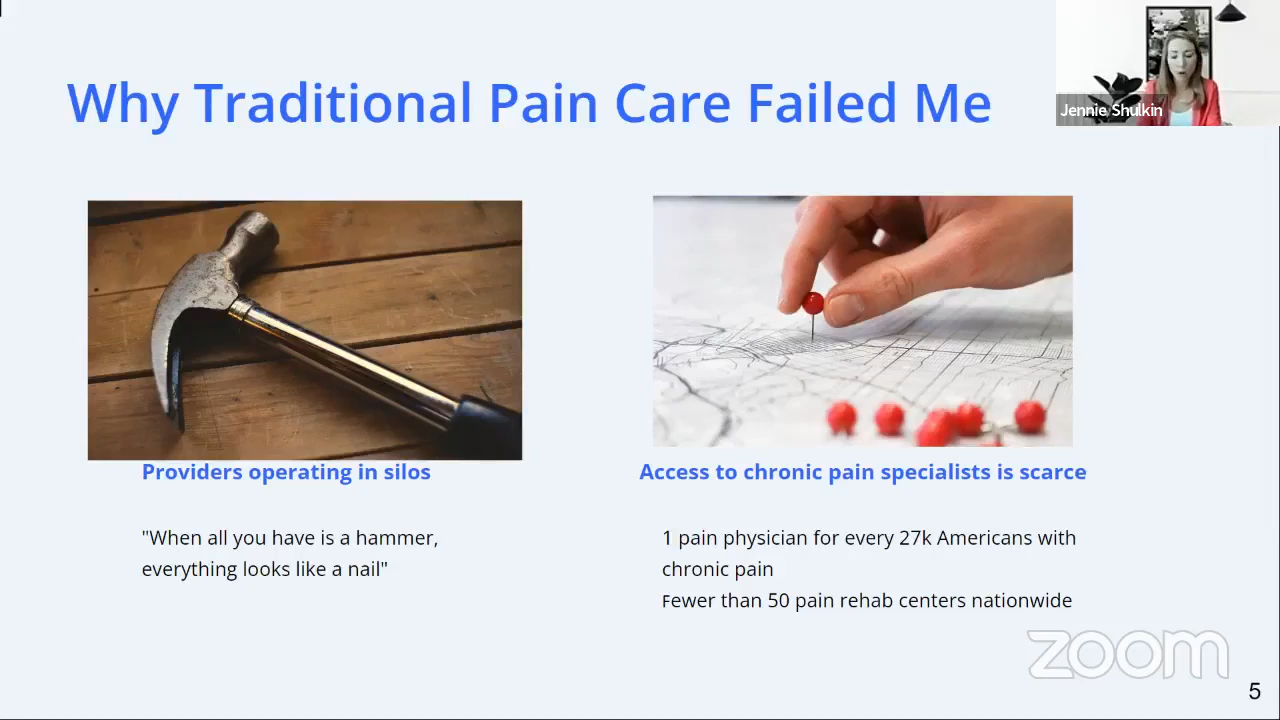 Why Traditional Pain Care Failed Me
Jennie Shulkin
Providers operating in silos
"When all you have is a hammer,
everything looks like a nail"
Access to chronic pain specialists is scarce
1 pain physician for every 27k Americans with
chronic pain
Fewer than 50 pain rehab centers nationwide
zoom
5